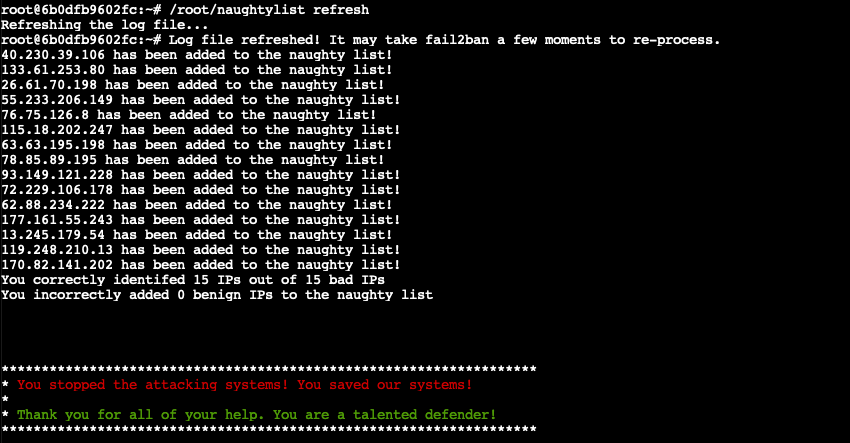 root@6b0dfb9602fc:~# /root/naughtylist refresh
Refreshing the log file...
root@6b0dfb9602fc:~# Log file refreshed! It may take fail2ban a few moments to re-process.
40.230.39.106 has been added to the naughty list!
133.61.253.80 has been added to the naughty list!
26.61.70.198 has been added to the naughty list!
55.233.206.149 has been added to the naughty list!
76.75.126.8 has been added to the naughty list!
115.18.202.247 has been added to the naughty list!
63.63.195.198 has been added to the naughty list!
78.85.89.195 has been added to the naughty list!
93.149.121.228 has been added to the naughty list!
72.229.106.178 has been added to the naughty list!
62.88.234.222 has been added to the naughty list!
177.161.55.243 has been added to the naughty list!
13.245.179.54 has been added to the naughty list!
119.248.210.13 has been added to the naughty list!
170.82.141.202 has been added to the naughty list!
You correctly identifed 15 IPs out of 15 bad IPs
You incorrectly added 0 benign IPs to the naughty list
*******************************************************************
* You stopped the attacking systems! You saved our systems!
*
* Thank you for all of your help. You are a talented defender!
*******************************************************************